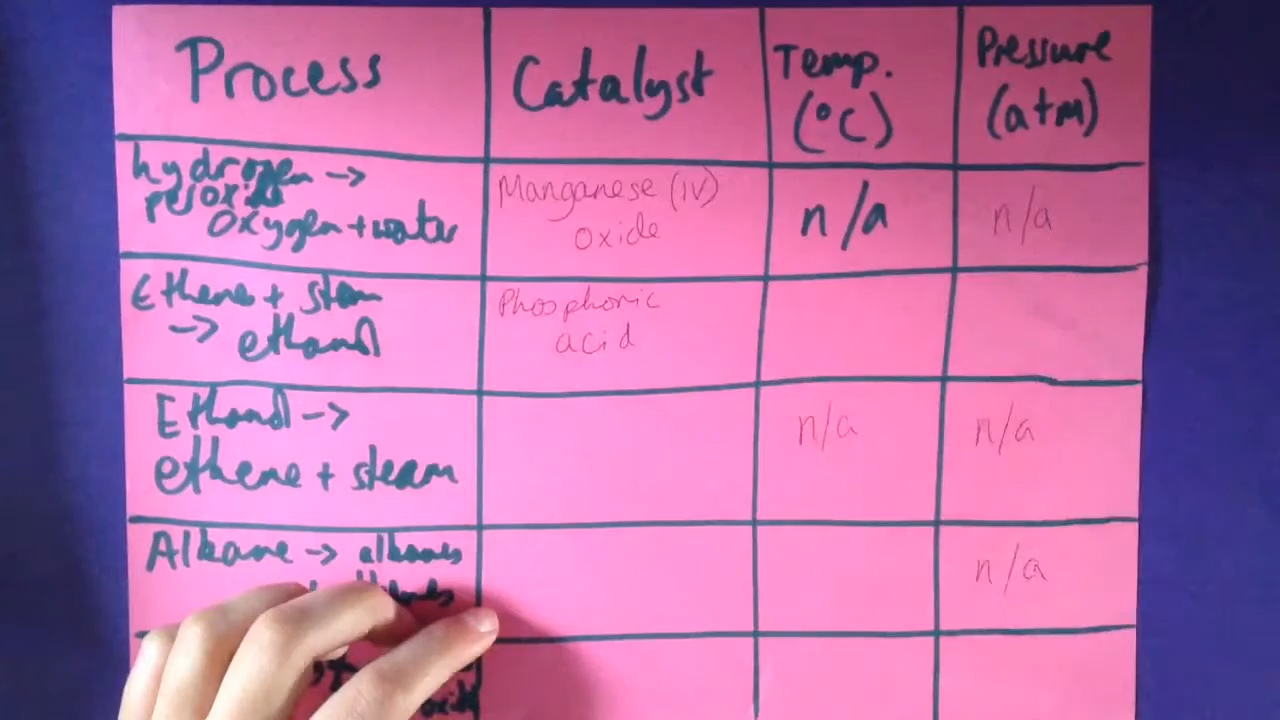 Process
Catalyst
Temp.
(°C)
Pressure
(atm)
hydrogen →
peroxide
oxygen + water
Manganese (IV)
oxide
n/a
n/a
Ethene + steam
→ ethanol
Phosphoric
acid
Ethanol →
ethene + steam
n/a
n/a
Alkane → alkanes
n/a